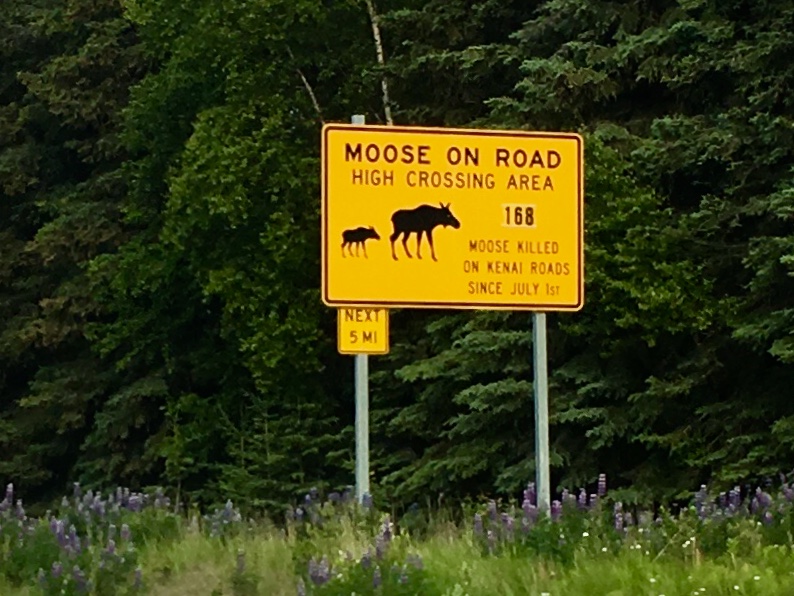 MOOSE ON ROAD
HIGH CROSSING AREA
168
MOOSE KILLED
ON KENAI ROADS
SINCE JULY 1ST
NEXT
5 MI